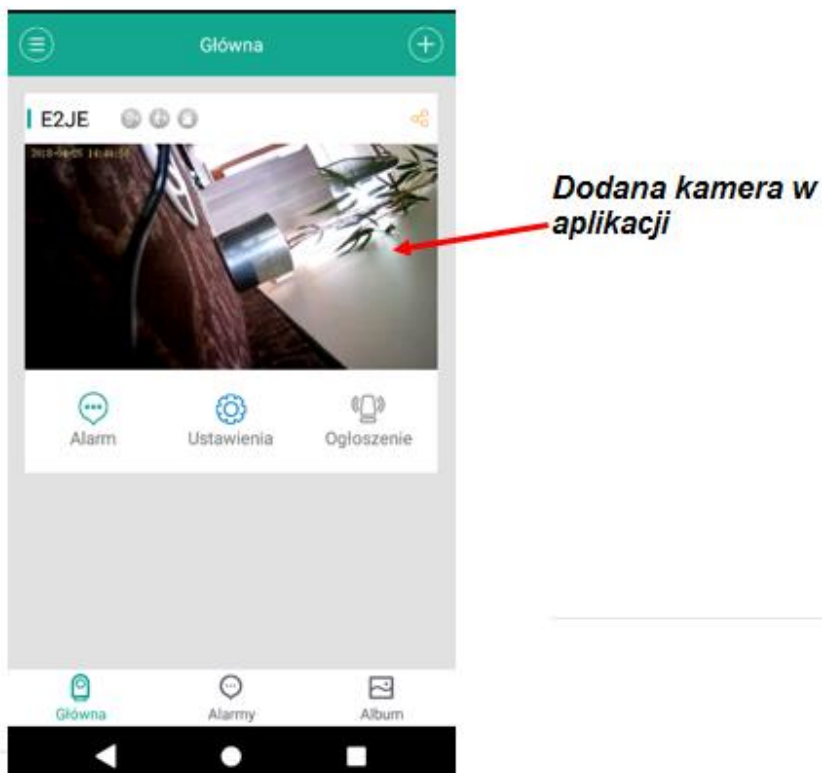 Główna
E2JE
Dodana kamera w
aplikacji
Alarm Ustawienia Ogłoszenie
Główna Alarmy Album